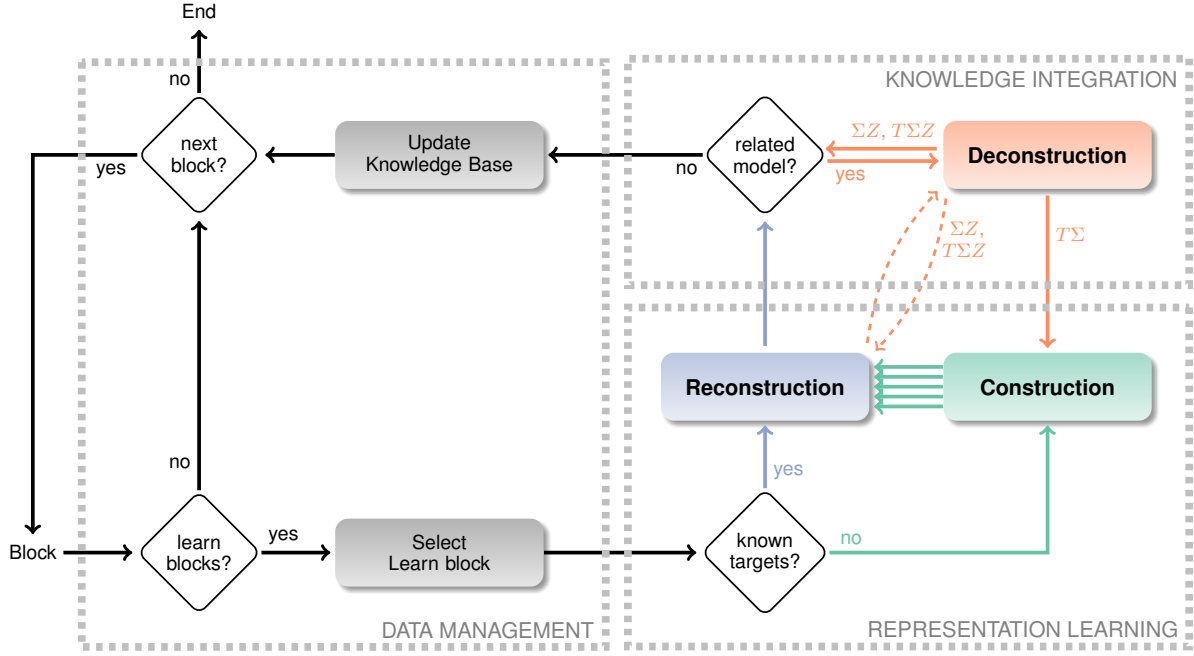 End
no
KNOWLEDGE INTEGRATION
next
block?
yes
Update
Knowledge Base
related
model?
no
ΣZ, TΣZ
yes
Deconstruction
ΣZ,
TΣZ
TΣ
Reconstruction
Construction
no
yes
Block
learn
blocks?
yes
Select
Learn block
known
targets?
no
DATA MANAGEMENT
REPRESENTATION LEARNING